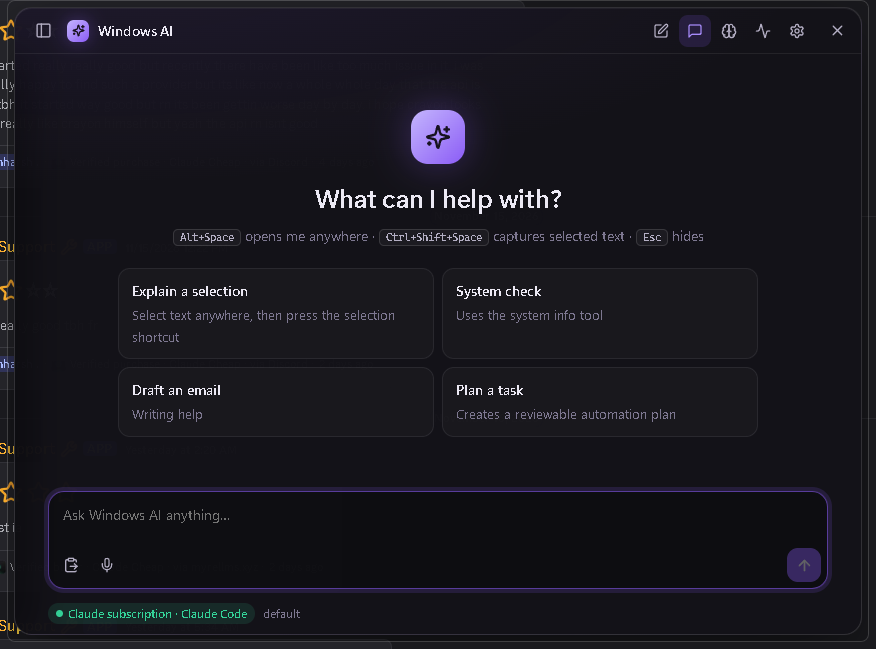 Windows AI
What can I help with?
Alt+Space opens me anywhere · Ctrl+Shift+Space captures selected text · Esc hides
Explain a selection
Select text anywhere, then press the selection
shortcut
System check
Uses the system info tool
Draft an email
Writing help
Plan a task
Creates a reviewable automation plan
Ask Windows AI anything...
Claude subscription · Claude Code
default